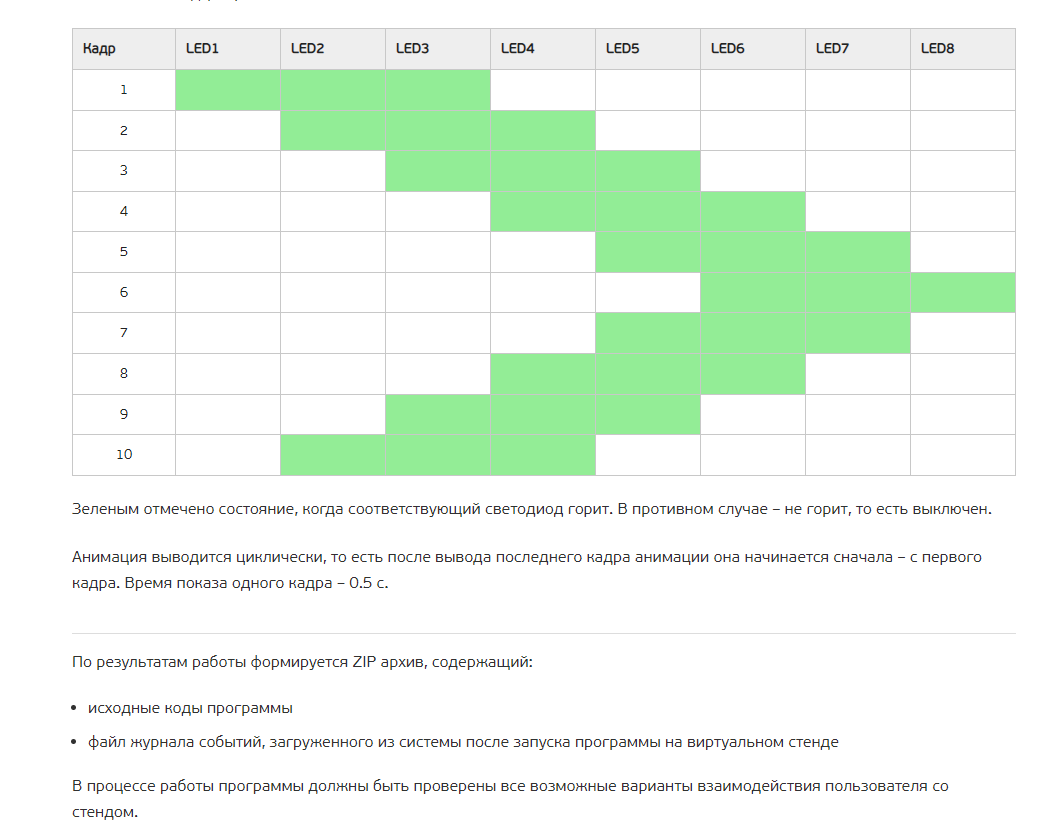 Кадр LED1 LED2 LED3 LED4 LED5 LED6 LED7 LED8
1
2
3
4
5
6
7
8
9
10
Зеленым отмечено состояние, когда соответствующий светодиод горит. В противном случае – не горит, то есть выключен.
Анимация выводится циклически, то есть после вывода последнего кадра анимации она начинается сначала – с первого
кадра. Время показа одного кадра – 0.5 с.
По результатам работы формируется ZIP архив, содержащий:
• исходные коды программы
• файл журнала событий, загруженного из системы после запуска программы на виртуальном стенде
В процессе работы программы должны быть проверены все возможные варианты взаимодействия пользователя со
стендом.